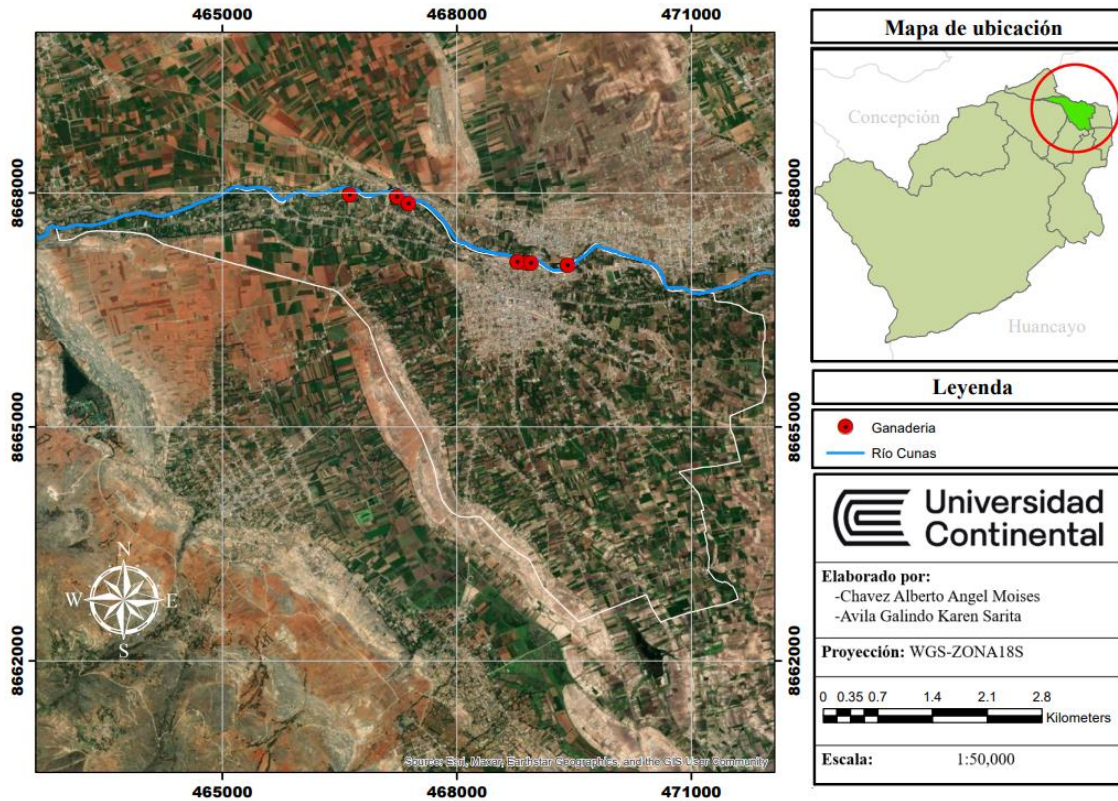 465000
468000
471000
8668000
8665000
8662000
8668000
8665000
8662000
N
W
E
S
Source: Esri, Maxar, Earthstar Geographics, and the GIS User Community
465000
468000
471000
Mapa de ubicación
Concepción
Huancayo
Leyenda
Ganaderia
Río Cunas
Universidad
Continental
Elaborado por:
-Chavez Alberto Angel Moises
-Avila Galindo Karen Sarita
Proyección: WGS-ZONA18S
0 0.35 0.7 1.4 2.1 2.8
Kilometers
Escala: 1:50,000